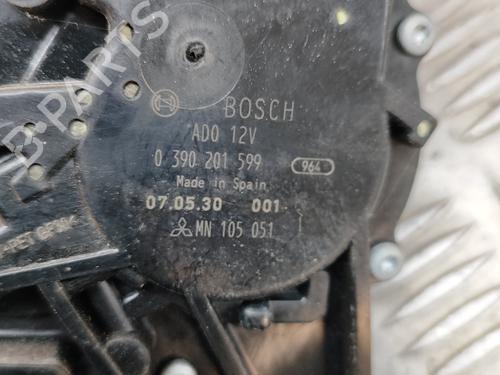 B PARTS
BOSCH
ADO 12V
0 390 201 599
964
Made in Spain
07.05.30 001
MN 105 051